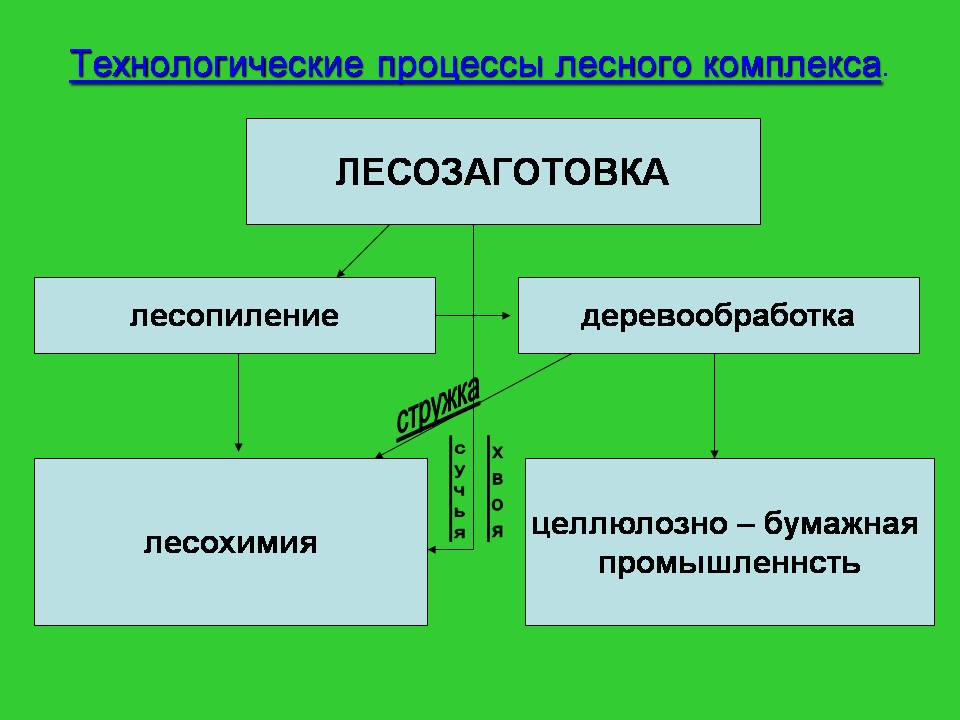 Технологические процессы лесного комплекса.
ЛЕСОЗАГОТОВКА
лесопиление
деревообработка
стружка
сучья
хвоя
лесохимия
целлюлозно – бумажная
промышленнсть